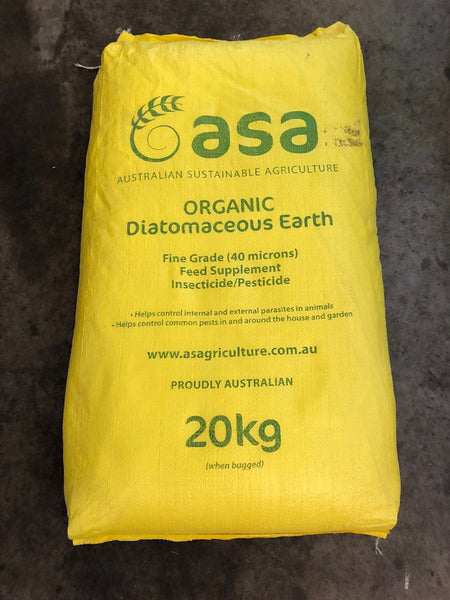 asa
AUSTRALIAN SUSTAINABLE AGRICULTURE
ORGANIC
Diatomaceous Earth
Fine Grade (40 microns)
Feed Supplement
Insecticide/Pesticide
• Helps control internal and external parasites in animals
• Helps control common pests in and around the house and garden
www.asagriculture.com.au
PROUDLY AUSTRALIAN
20kg
(when bagged)